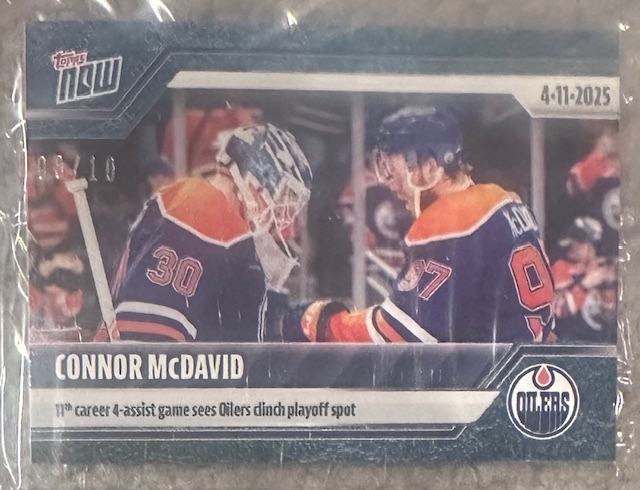 Topps
NOW
4-11-2025
/10
30
97
97
CONNOR McDAVID
11th career 4-assist game sees Oilers clinch playoff spot
OILERS